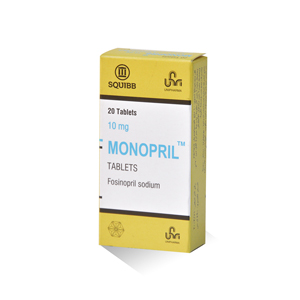 SQUIBB
20 Tablets
10 mg
MONOPRIL™
TABLETS
Fosinopril sodium